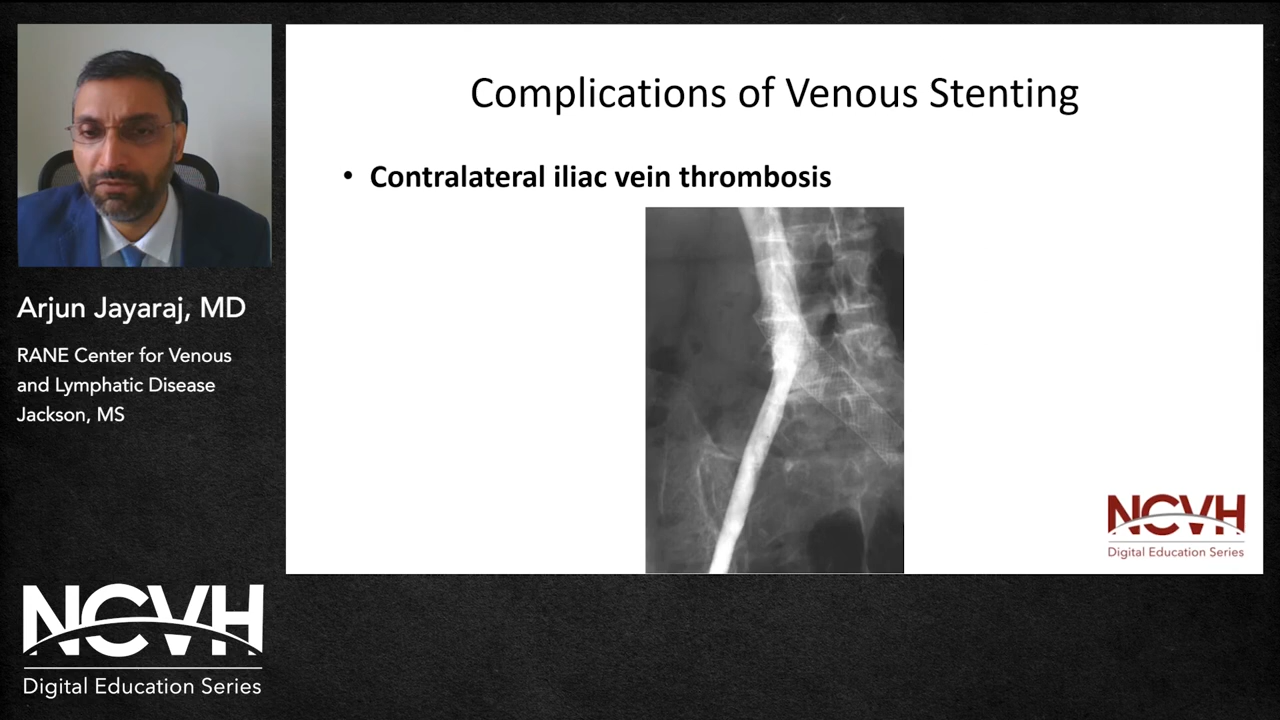 Complications of Venous Stenting
• Contralateral iliac vein thrombosis
Arjun Jayaraj, MD
RANE Center for Venous
and Lymphatic Disease
Jackson, MS
NCVH
Digital Education Series
NCVH
Digital Education Series